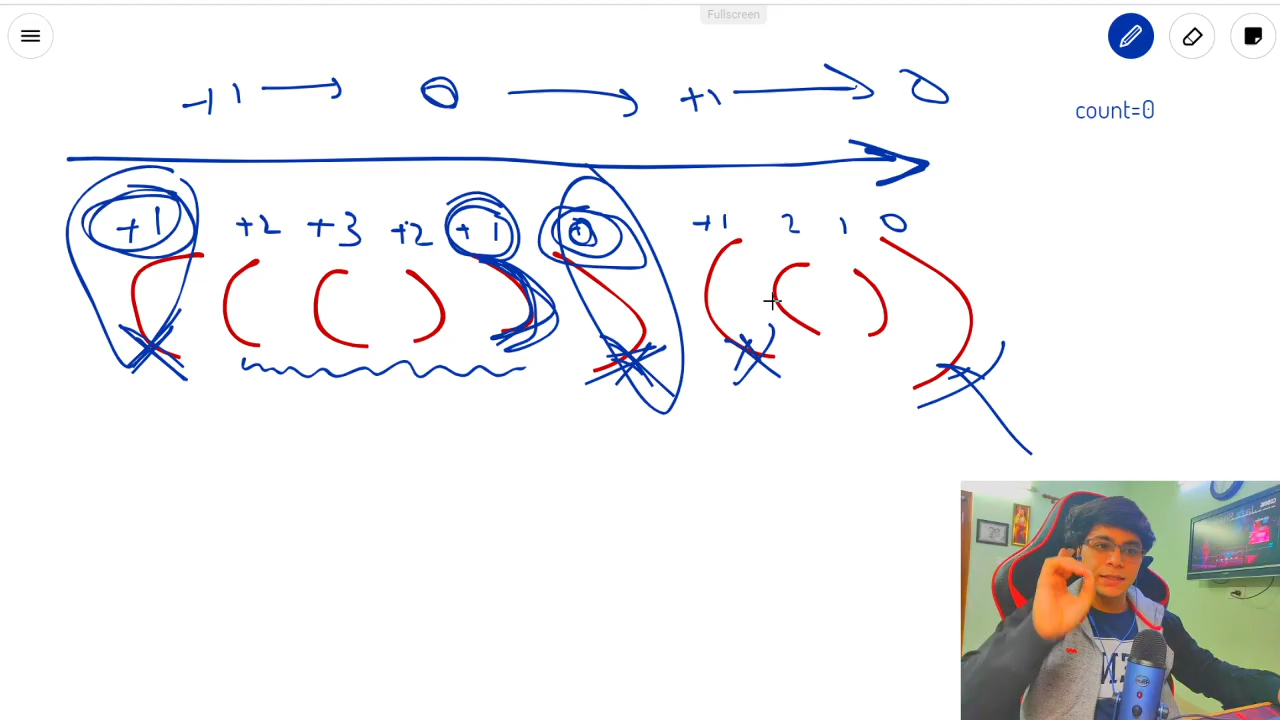 Fullscreen
+1 → 0 → +1 → 0
count=0
+1 +2 +3 +2 +1 0 +1 2 1 0
( ( ( ) ) ) ( ( ) )